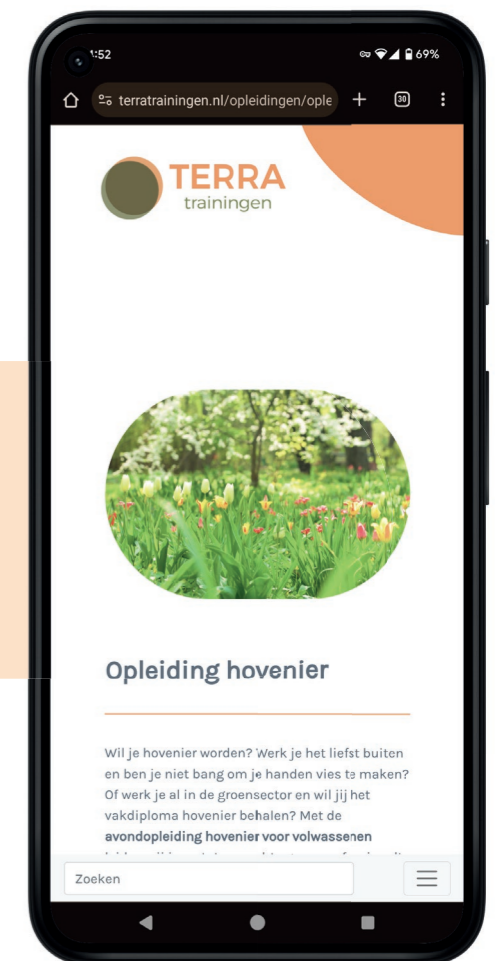 :52
69%
terratrainingen.nl/opleidingen/ople
30
TERRA
trainingen
Opleiding hovenier
Wil je hovenier worden? Werk je het liefst buiten
en ben je niet bang om je handen vies te maken?
Of werk je al in de groensector en wil jij het
vakdiploma hovenier behalen? Met de
avondopleiding hovenier voor volwassenen
Zoeken